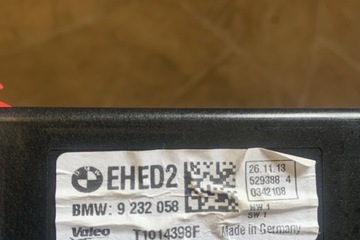 EHED2
26.11.13
529388 4
0342108
BMW: 9 232 058
HW 1
SW 1
Valeo T1014398F Made in Germany